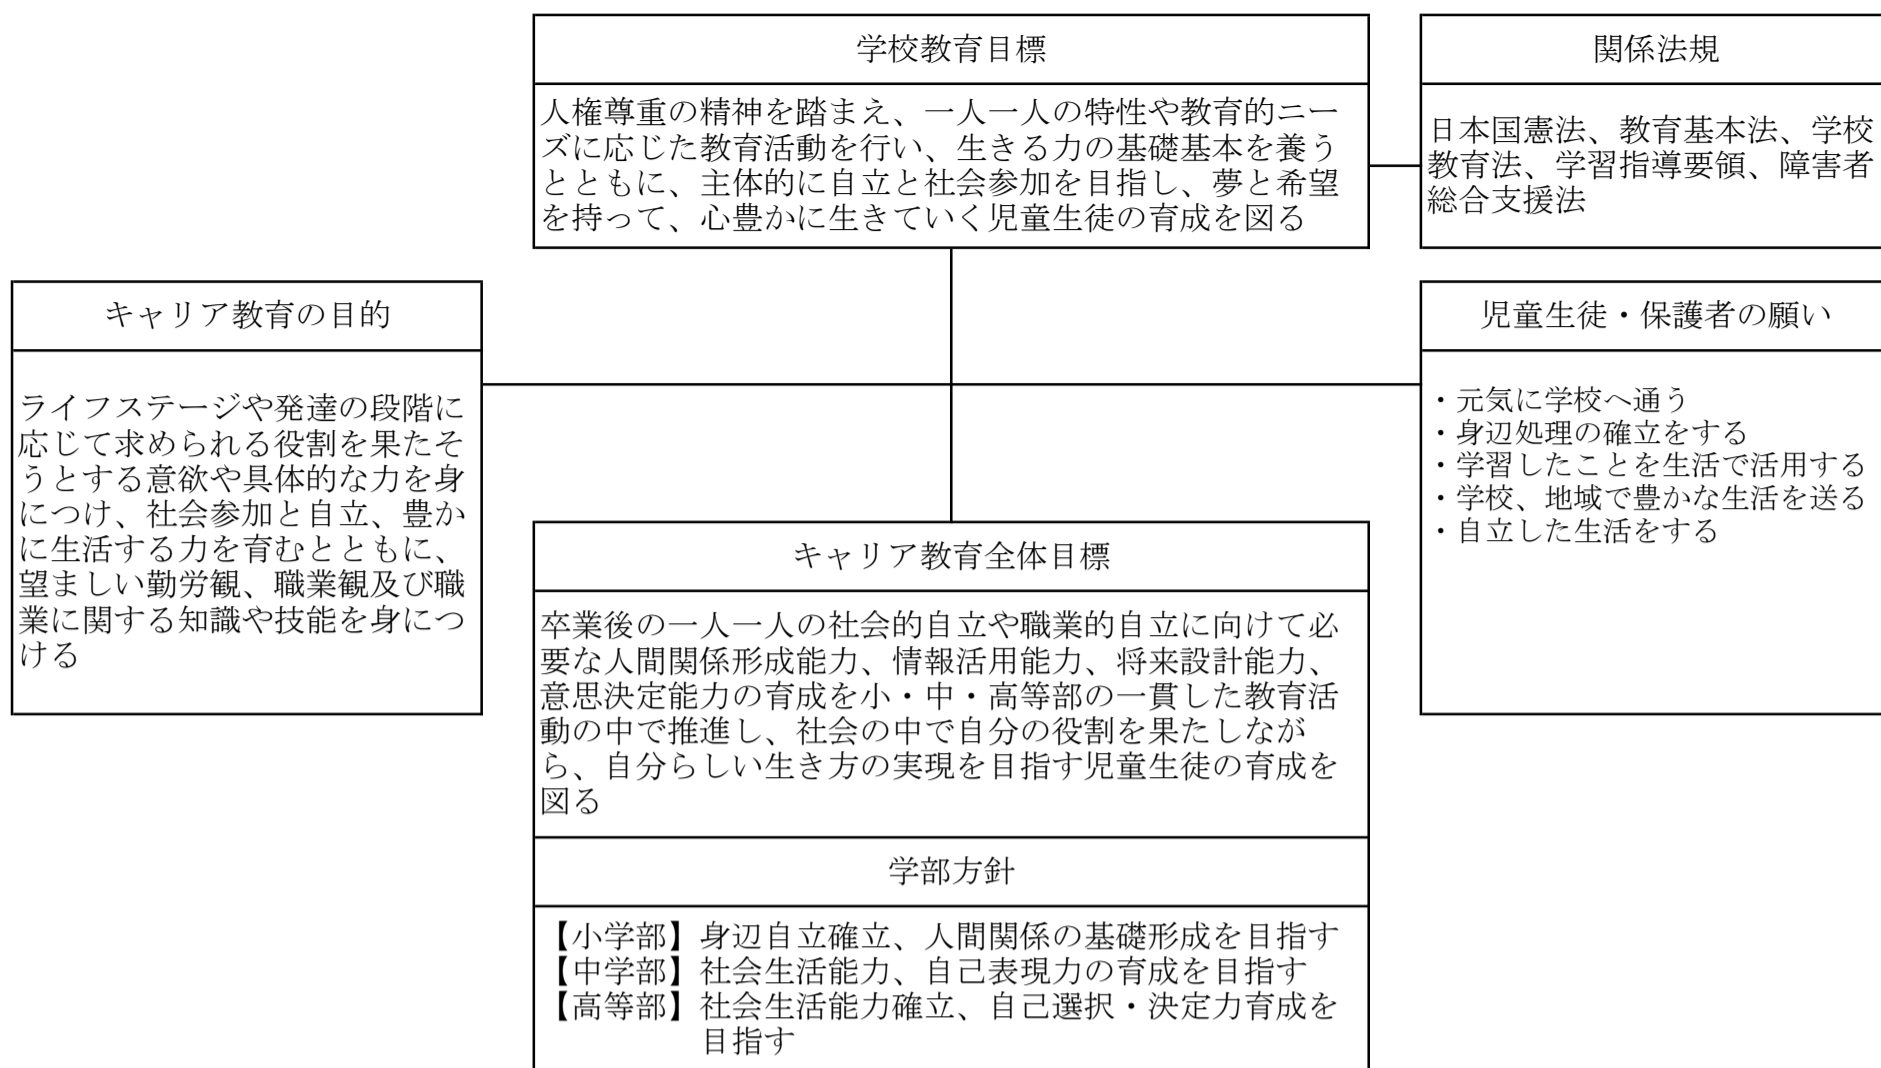 学校教育目標
人権尊重の精神を踏まえ、一人一人の特性や教育的ニー
ズに応じた教育活動を行い、生きる力の基礎基本を養う
とともに、主体的に自立と社会参加を目指し、夢と希望
を持って、心豊かに生きていく児童生徒の育成を図る
関係法規
日本国憲法、教育基本法、学校
教育法、学習指導要領、障害者
総合支援法
キャリア教育の目的
ライフステージや発達の段階に
応じて求められる役割を果たそ
うとする意欲や具体的な力を身
につけ、社会参加と自立、豊か
に生活する力を育むとともに、
望ましい勤労観、職業観及び職
業に関する知識や技能を身につ
ける
児童生徒・保護者の願い
・元気に学校へ通う
・身辺処理の確立をする
・学習したことを生活で活用する
・学校、地域で豊かな生活を送る
・自立した生活をする
キャリア教育全体目標
卒業後の一人一人の社会的自立や職業的自立に向けて必
要な人間関係形成能力、情報活用能力、将来設計能力、
意思決定能力の育成を小・中・高等部の一貫した教育活
動の中で推進し、社会の中で自分の役割を果たしなが
ら、自分らしい生き方の実現を目指す児童生徒の育成を
図る
学部方針
【小学部】身辺自立確立、人間関係の基礎形成を目指す
【中学部】社会生活能力、自己表現力の育成を目指す
【高等部】社会生活能力確立、自己選択・決定力育成を
目指す